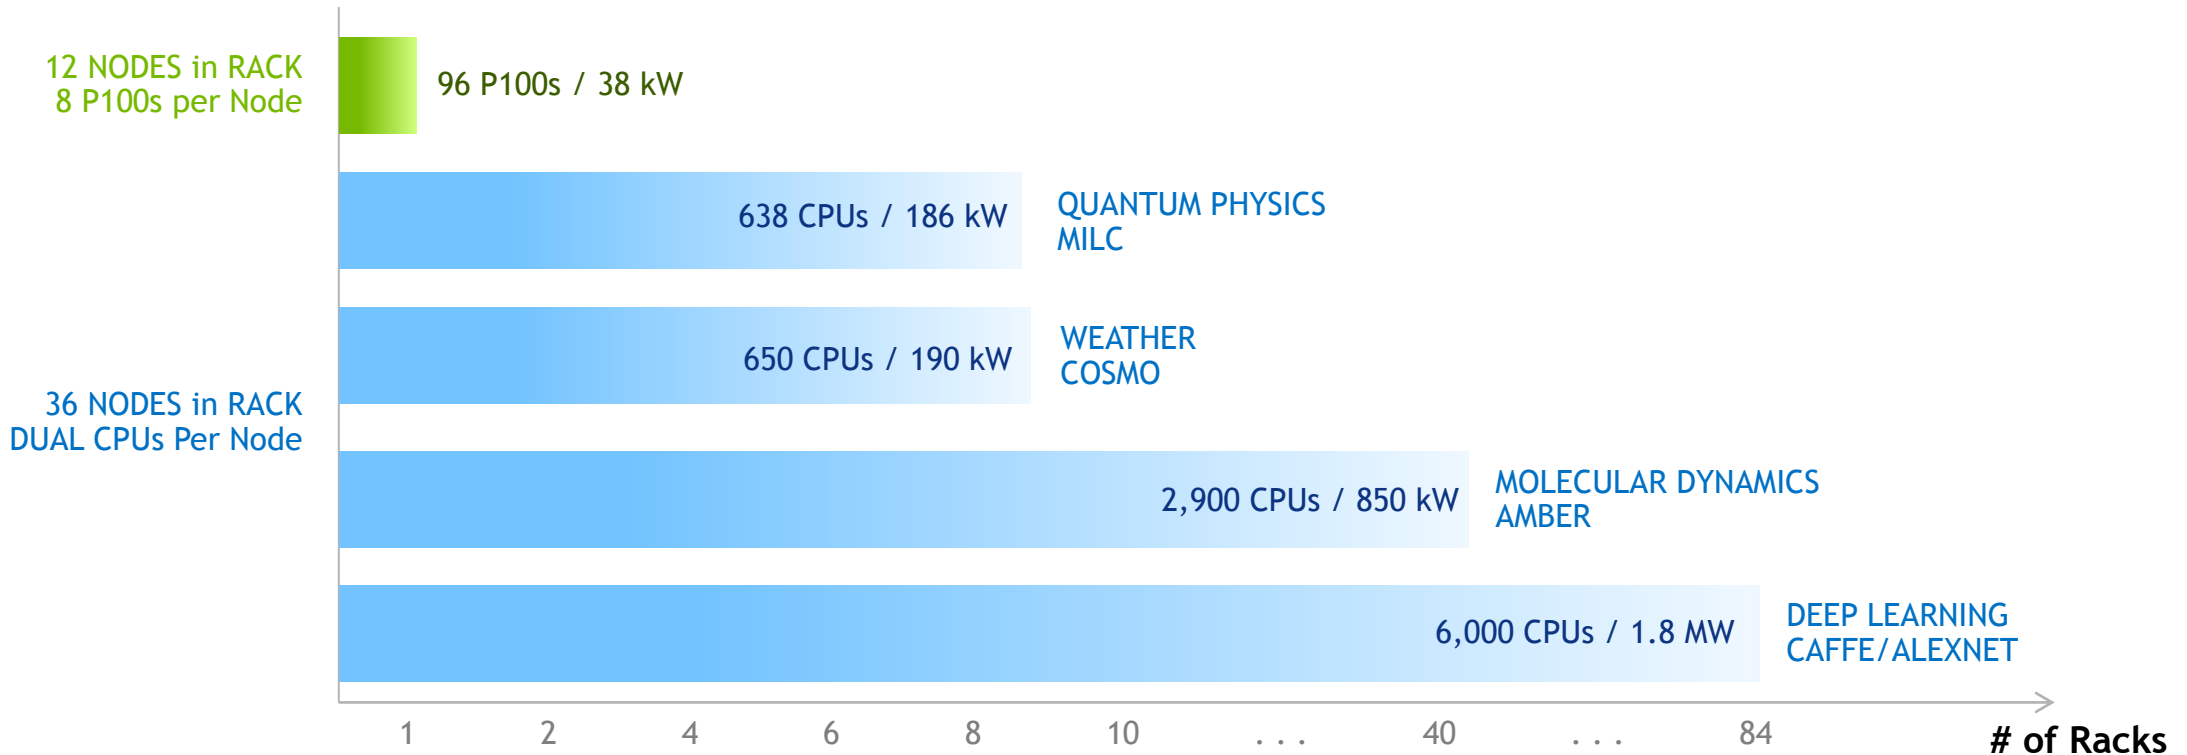 12 NODES in RACK
8 P100s per Node
96 P100s / 38 kW
638 CPUs / 186 kW
QUANTUM PHYSICS
MILC
650 CPUs / 190 kW
WEATHER
COSMO
36 NODES in RACK
DUAL CPUs Per Node
2,900 CPUs / 850 kW
MOLECULAR DYNAMICS
AMBER
6,000 CPUs / 1.8 MW
DEEP LEARNING
CAFFE/ALEXNET
1 2 4 6 8 10 . . . 40 . . . 84
# of Racks